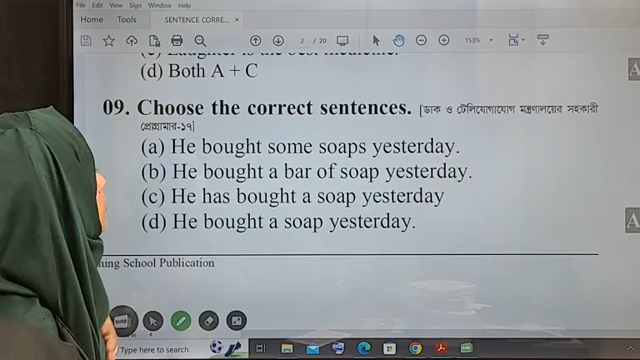 File Edit View Sign Window Help
Home Tools SENTENCE CORRE... ×
2 / 20 153%
(d) Both A + C
09. Choose the correct sentences. [ডাক ও টেলিযোগাযোগ মন্ত্রণালয়ের সহকারী
প্রোগ্রামার-১৭]
(a) He bought some soaps yesterday.
(b) He bought a bar of soap yesterday.
(c) He has bought a soap yesterday
(d) He bought a soap yesterday.
ning School Publication
Type here to search